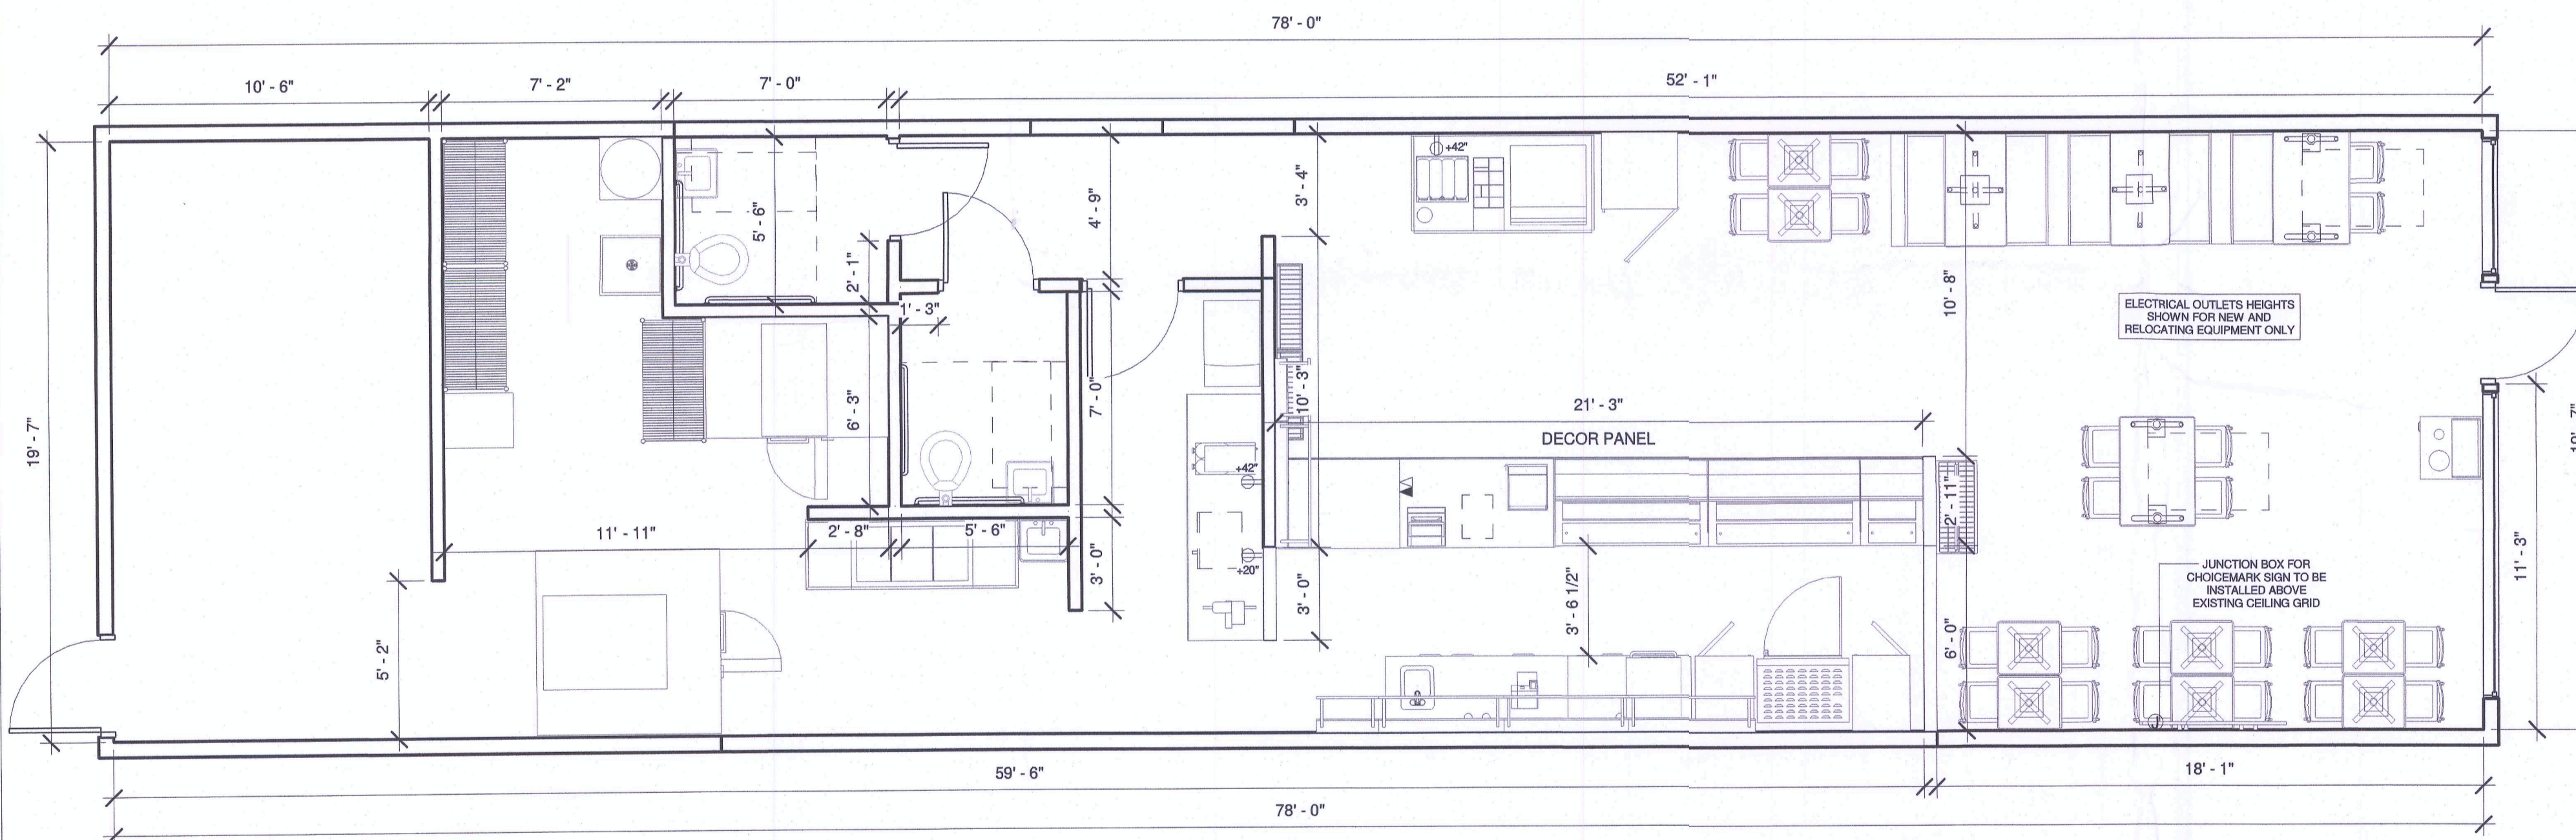 78' - 0"
10' - 6"
7' - 2"
7' - 0"
52' - 1"
+42"
5' - 6"
4' - 9"
3' - 4"
2' - 1"
1' - 3"
10' - 8"
ELECTRICAL OUTLETS HEIGHTS
SHOWN FOR NEW AND
RELOCATING EQUIPMENT ONLY
19' - 7"
6' - 3"
7' - 0"
10' - 3"
21' - 3"
DECOR PANEL
+42"
2' - 11"
11' - 11"
2' - 8"
5' - 6"
3' - 0"
+20"
3' - 0"
3' - 6 1/2"
JUNCTION BOX FOR
CHOICEMARK SIGN TO BE
INSTALLED ABOVE
EXISTING CEILING GRID
11' - 3"
5' - 2"
6' - 0"
J
59' - 6"
18' - 1"
78' - 0"